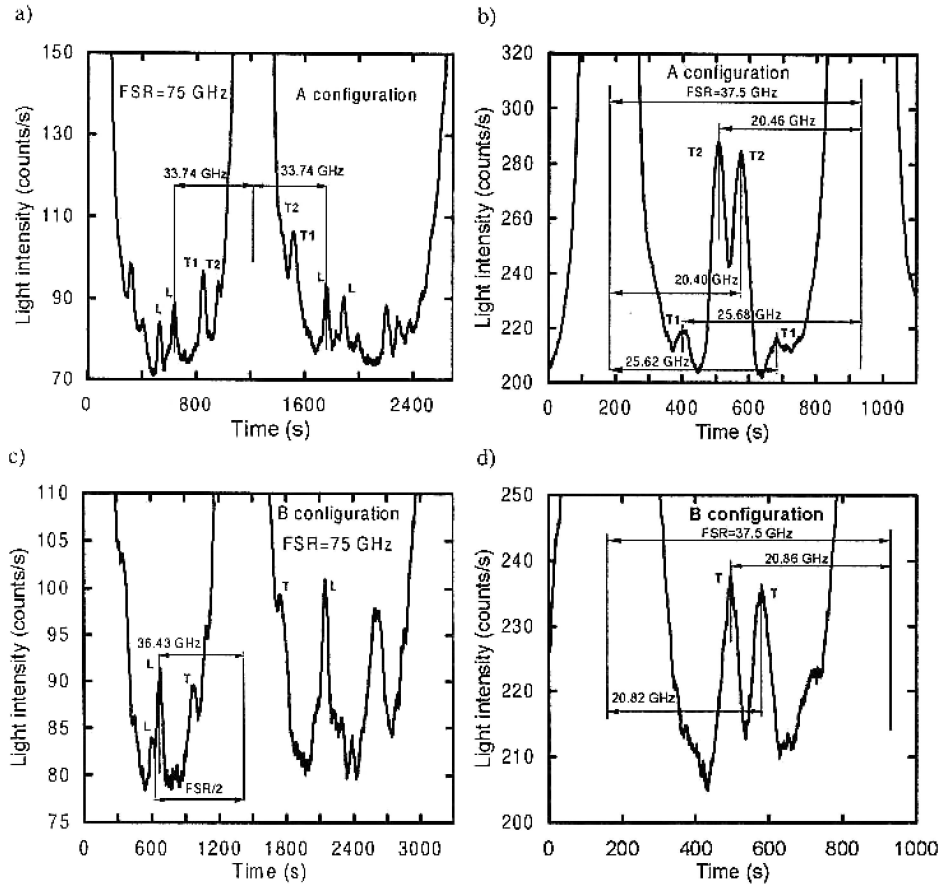 a)
Light intensity (counts/s)
150
130
110
90
70
FSR=75 GHz
A configuration
33.74 GHz
33.74 GHz
T2
T1
L
L
T1
T2
L
L
0
800
1600
2400
Time (s)
b)
Light intensity (counts/s)
320
300
280
260
240
220
200
A configuration
FSR=37.5 GHz
20.46 GHz
T2
T2
20.40 GHz
25.68 GHz
T1
T1
25.62 GHz
0
200
400
600
800
1000
Time (s)
c)
Light intensity (counts/s)
110
105
100
95
90
85
80
75
B configuration
FSR=75 GHz
T
L
36.43 GHz
L
T
L
FSR/2
0
600
1200
1800
2400
3000
Time (s)
d)
Light intensity (counts/s)
250
240
230
220
210
200
B configuration
FSR=37.5 GHz
20.86 GHz
T
T
20.82 GHz
0
200
400
600
800
1000
Time (s)